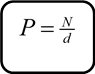 P = N/d